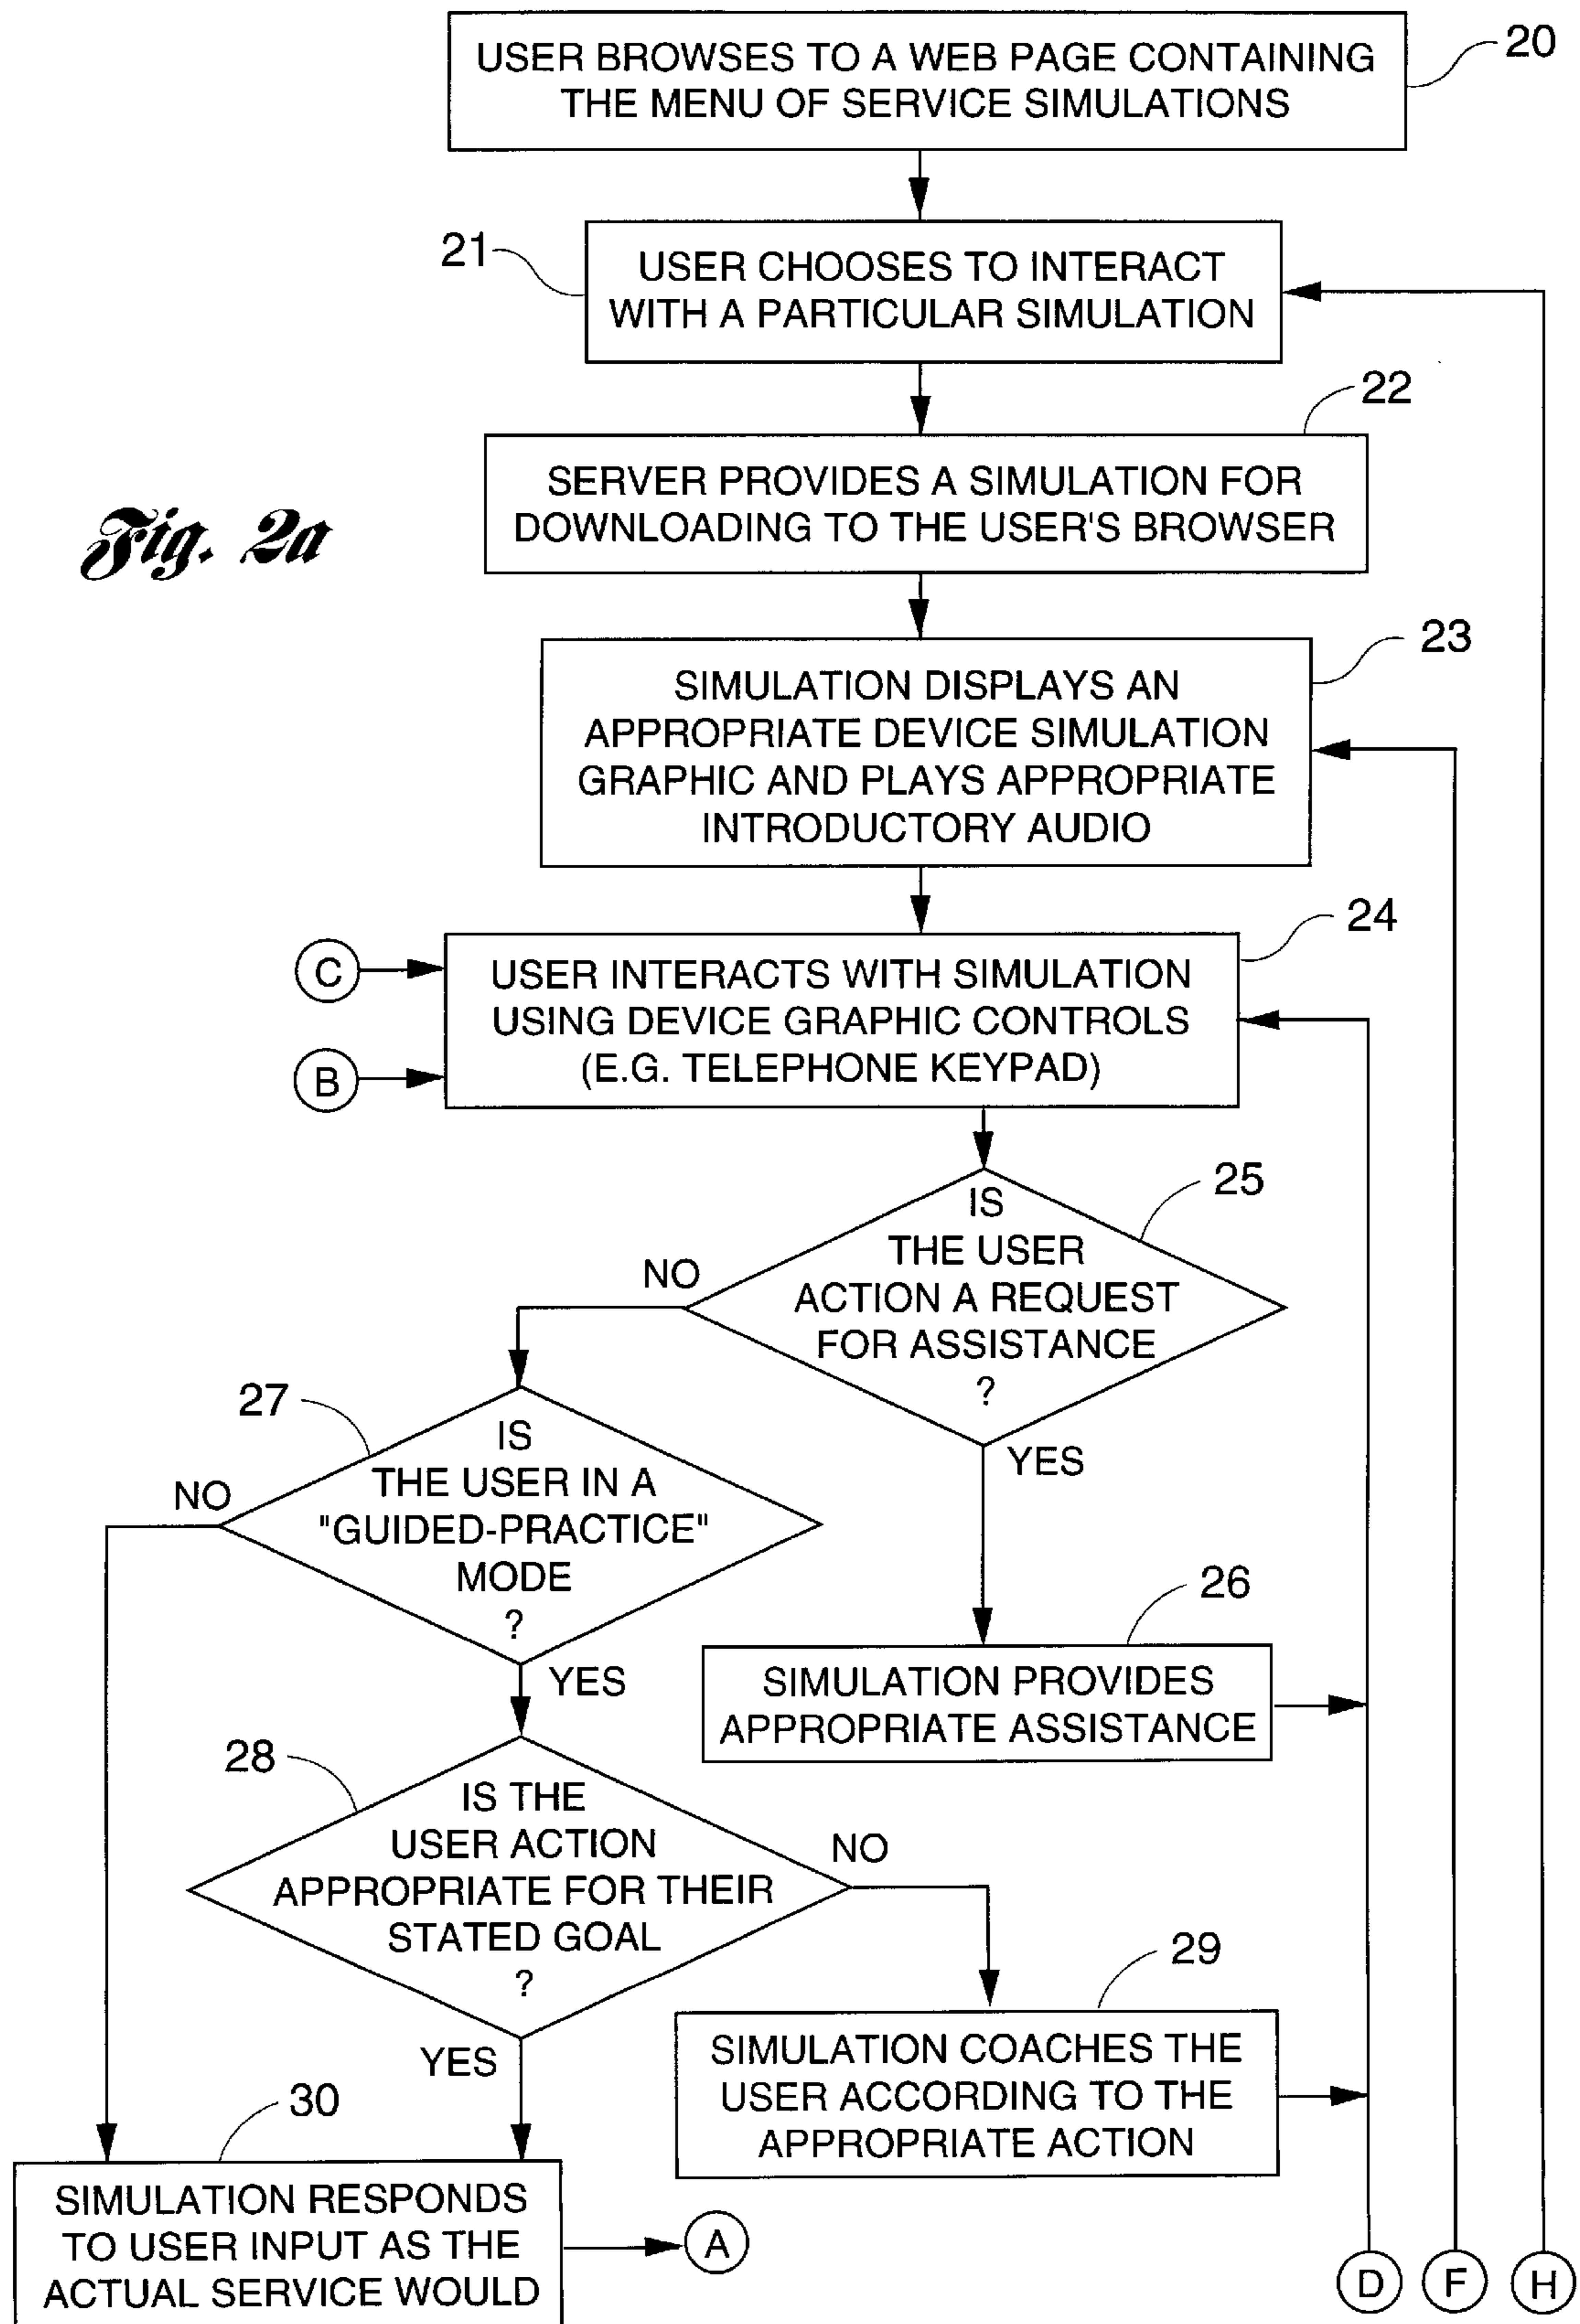 USER BROWSES TO A WEB PAGE CONTAINING
THE MENU OF SERVICE SIMULATIONS
20
21
USER CHOOSES TO INTERACT
WITH A PARTICULAR SIMULATION
22
SERVER PROVIDES A SIMULATION FOR
DOWNLOADING TO THE USER'S BROWSER
Fig. 2a
23
SIMULATION DISPLAYS AN
APPROPRIATE DEVICE SIMULATION
GRAPHIC AND PLAYS APPROPRIATE
INTRODUCTORY AUDIO
24
C
B
USER INTERACTS WITH SIMULATION
USING DEVICE GRAPHIC CONTROLS
(E.G. TELEPHONE KEYPAD)
25
IS
THE USER
ACTION A REQUEST
FOR ASSISTANCE
?
NO
YES
27
IS
THE USER IN A
"GUIDED-PRACTICE"
MODE
?
NO
YES
26
SIMULATION PROVIDES
APPROPRIATE ASSISTANCE
28
IS THE
USER ACTION
APPROPRIATE FOR THEIR
STATED GOAL
?
NO
YES
29
SIMULATION COACHES THE
USER ACCORDING TO THE
APPROPRIATE ACTION
30
SIMULATION RESPONDS
TO USER INPUT AS THE
ACTUAL SERVICE WOULD
A
D
F
H